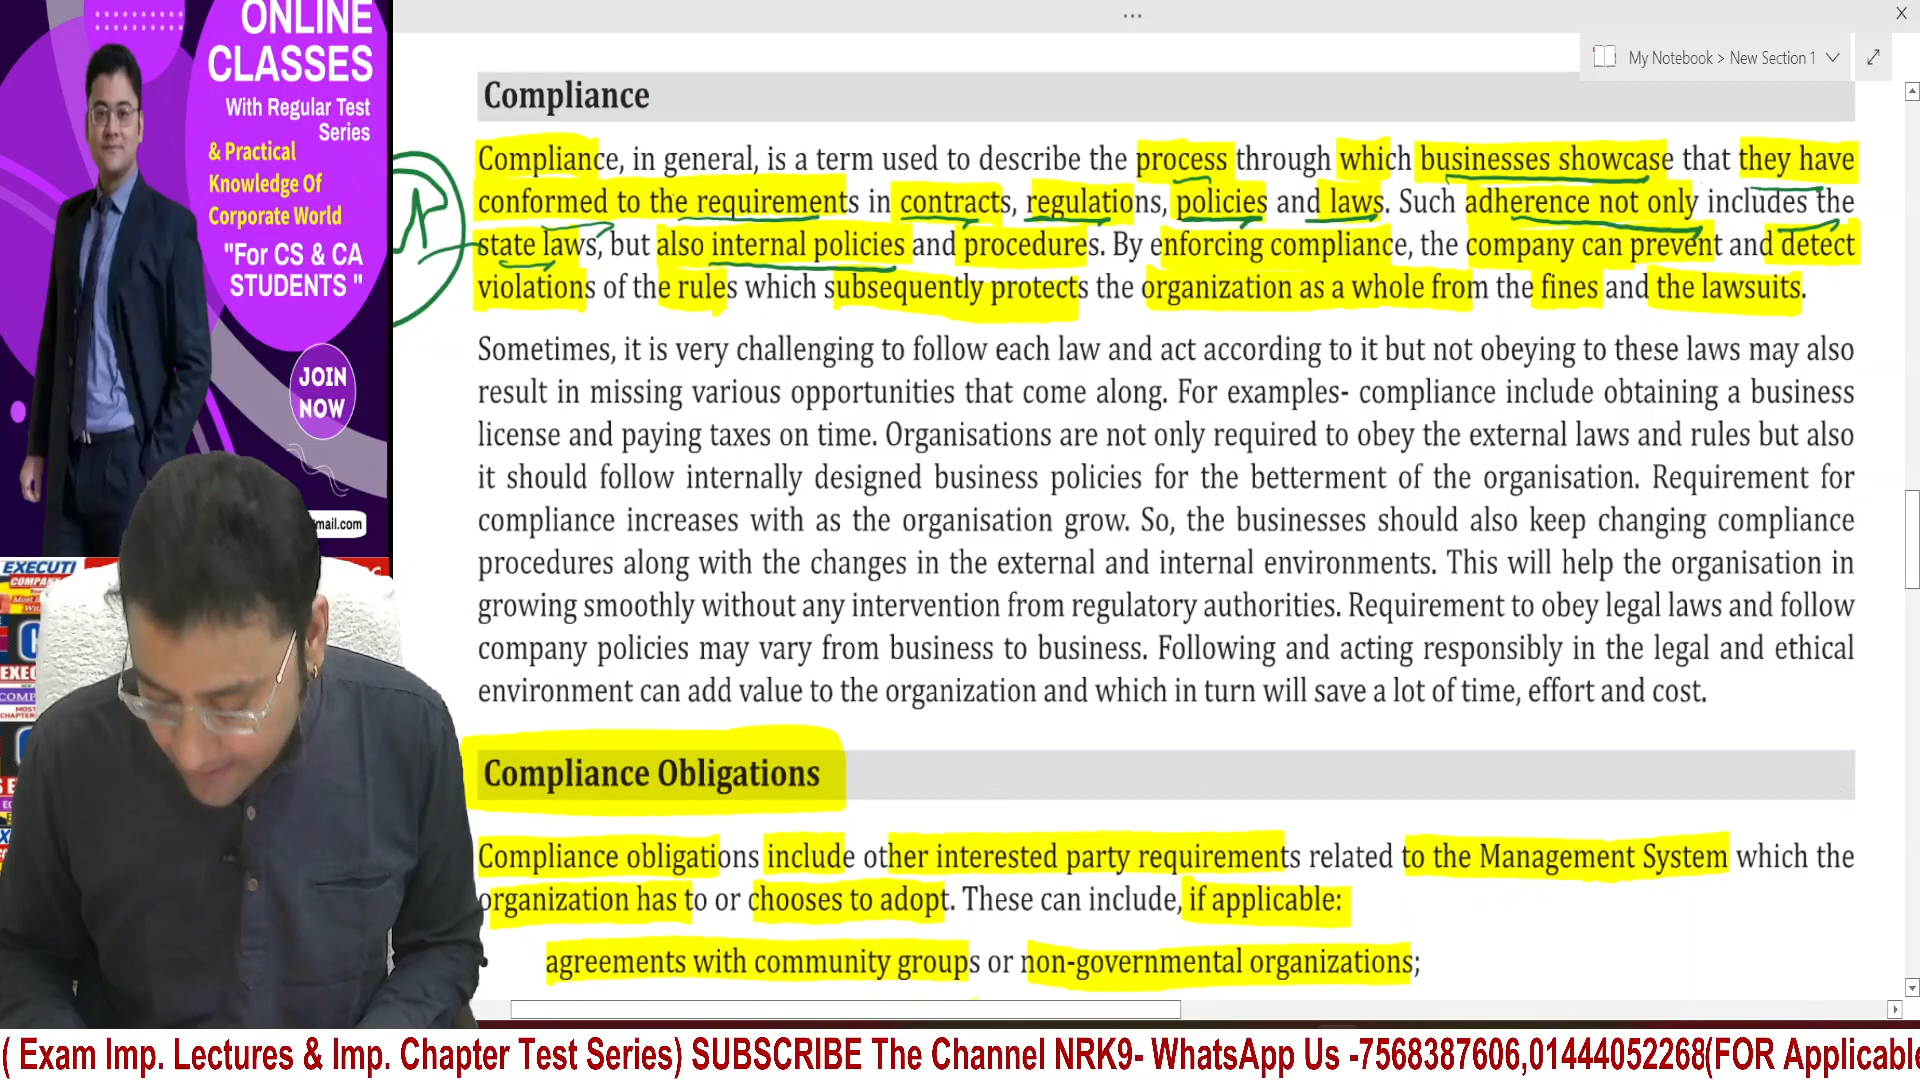 ONLINE
CLASSES
With Regular Test
Series
& Practical
Knowledge Of
Corporate World
"For CS & CA
STUDENTS "
JOIN
NOW
mail.com
EXECUTI
My Notebook > New Section 1
Compliance
Compliance, in general, is a term used to describe the process through which businesses showcase that they have
conformed to the requirements in contracts, regulations, policies and laws. Such adherence not only includes the
state laws, but also internal policies and procedures. By enforcing compliance, the company can prevent and detect
violations of the rules which subsequently protects the organization as a whole from the fines and the lawsuits.
Sometimes, it is very challenging to follow each law and act according to it but not obeying to these laws may also
result in missing various opportunities that come along. For examples- compliance include obtaining a business
license and paying taxes on time. Organisations are not only required to obey the external laws and rules but also
it should follow internally designed business policies for the betterment of the organisation. Requirement for
compliance increases with as the organisation grow. So, the businesses should also keep changing compliance
procedures along with the changes in the external and internal environments. This will help the organisation in
growing smoothly without any intervention from regulatory authorities. Requirement to obey legal laws and follow
company policies may vary from business to business. Following and acting responsibly in the legal and ethical
environment can add value to the organization and which in turn will save a lot of time, effort and cost.
Compliance Obligations
Compliance obligations include other interested party requirements related to the Management System which the
organization has to or chooses to adopt. These can include, if applicable:
agreements with community groups or non-governmental organizations;
( Exam Imp. Lectures & Imp. Chapter Test Series) SUBSCRIBE The Channel NRK9- WhatsApp Us -7568387606,01444052268(FOR Applicable